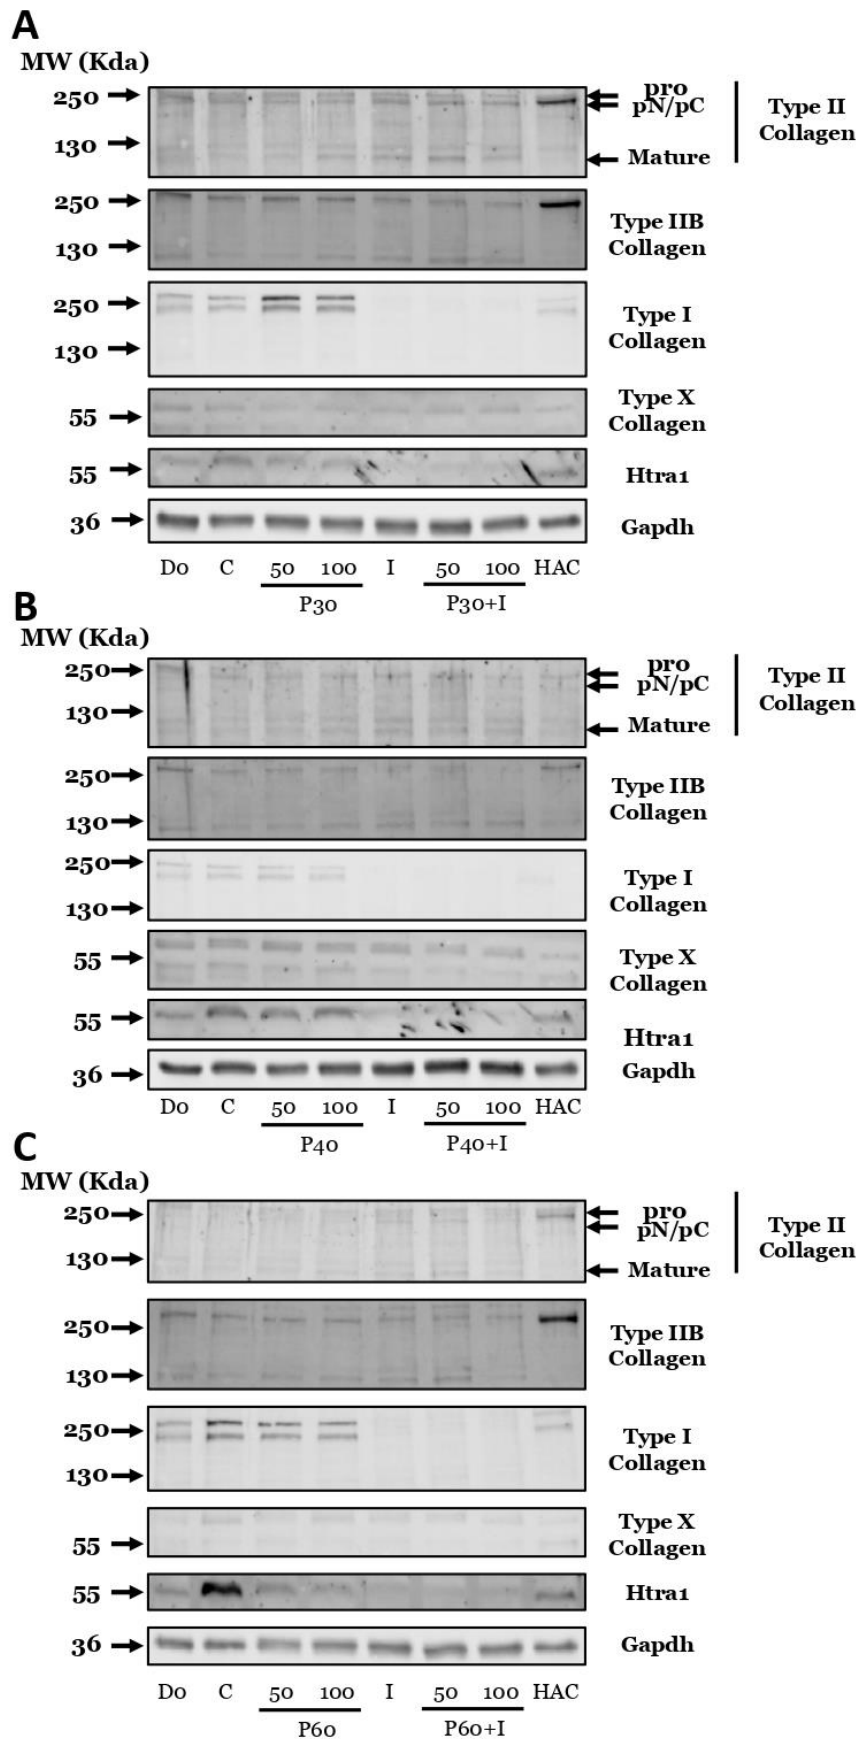 A
MW (Kda)
250
130
pro
pN/pC
Mature
Type II
Collagen
250
130
Type IIB
Collagen
250
130
Type I
Collagen
55
Type X
Collagen
55
Htra1
36
Gapdh
D0 C 50 100 I 50 100 HAC
P30 P30+I
B
MW (Kda)
250
130
pro
pN/pC
Mature
Type II
Collagen
250
130
Type IIB
Collagen
250
130
Type I
Collagen
55
Type X
Collagen
55
Htra1
36
Gapdh
D0 C 50 100 I 50 100 HAC
P40 P40+I
C
MW (Kda)
250
130
pro
pN/pC
Mature
Type II
Collagen
250
130
Type IIB
Collagen
250
130
Type I
Collagen
55
Type X
Collagen
55
Htra1
36
Gapdh
D0 C 50 100 I 50 100 HAC
P60 P60+I